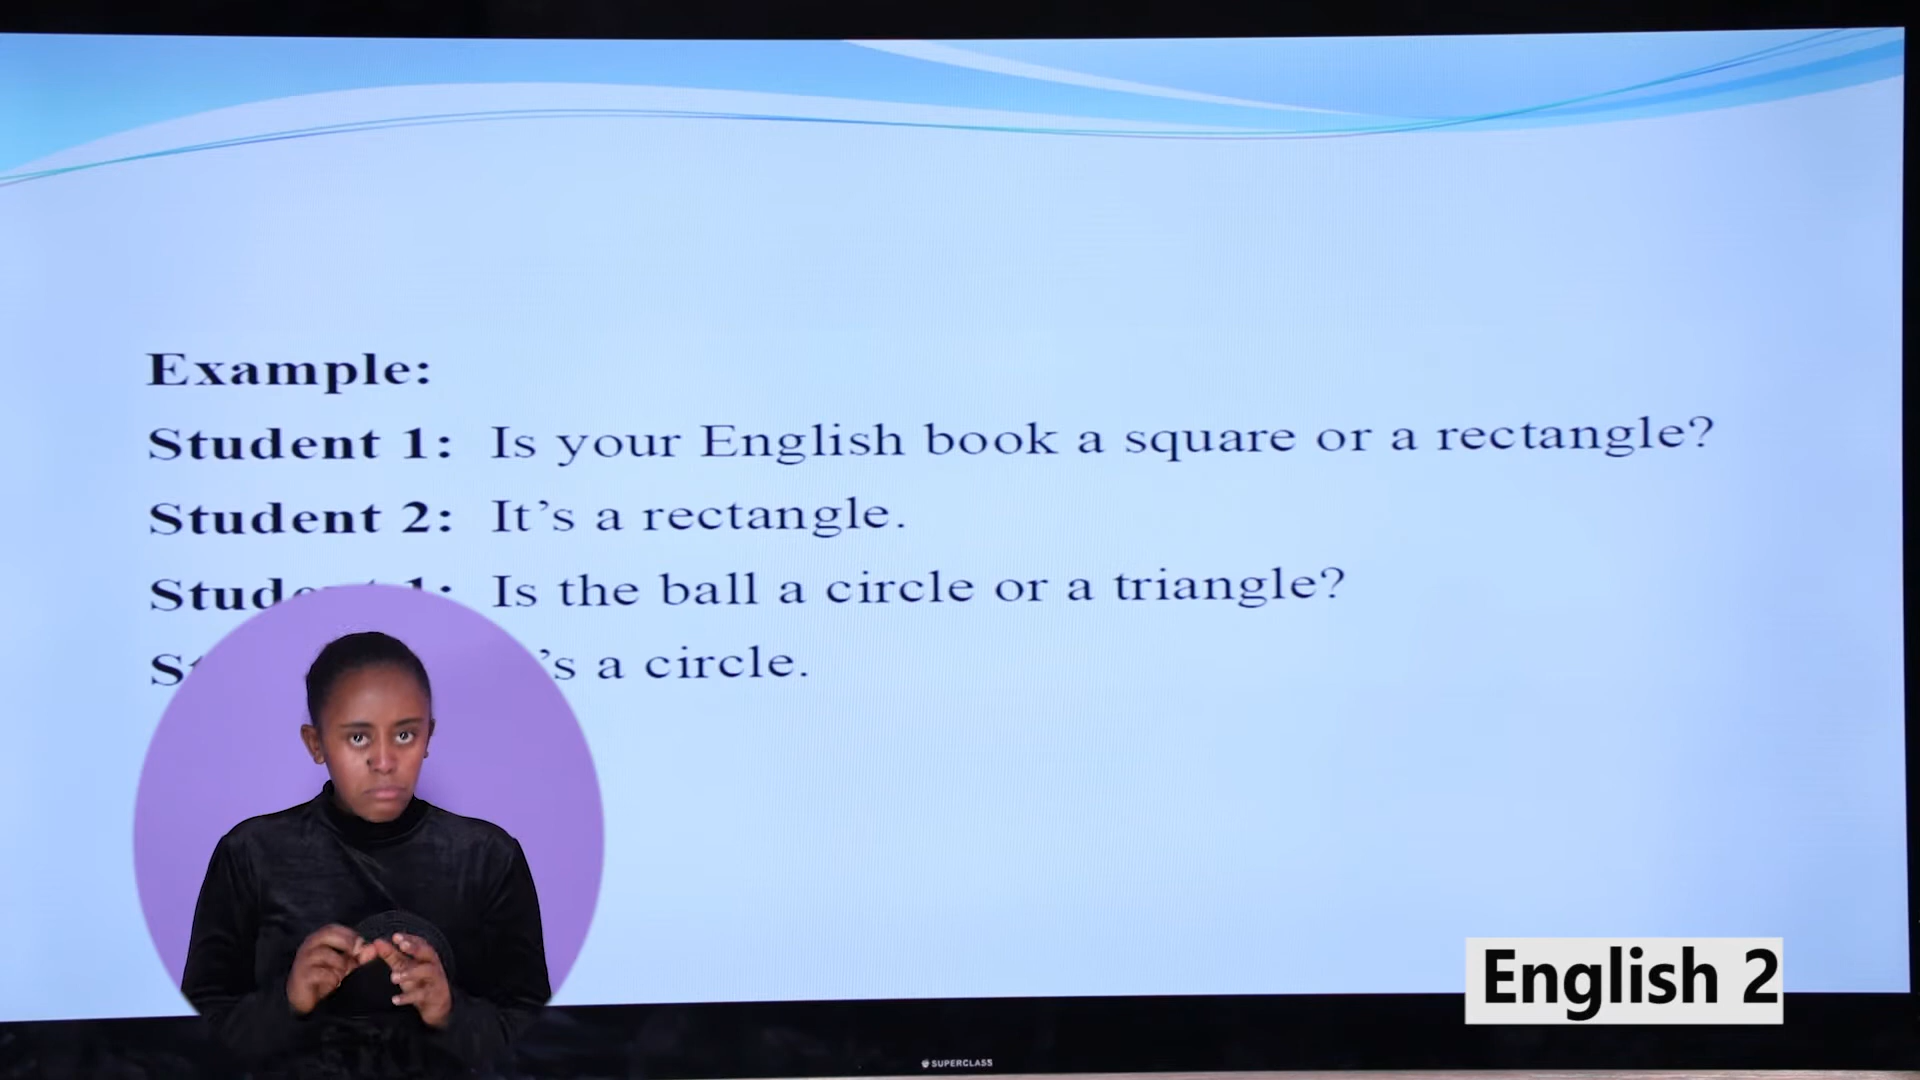 Example:
Student 1: Is your English book a square or a rectangle?
Student 2: It's a rectangle.
Is the ball a circle or a triangle?
a circle.
English 2
SUPERCLASS